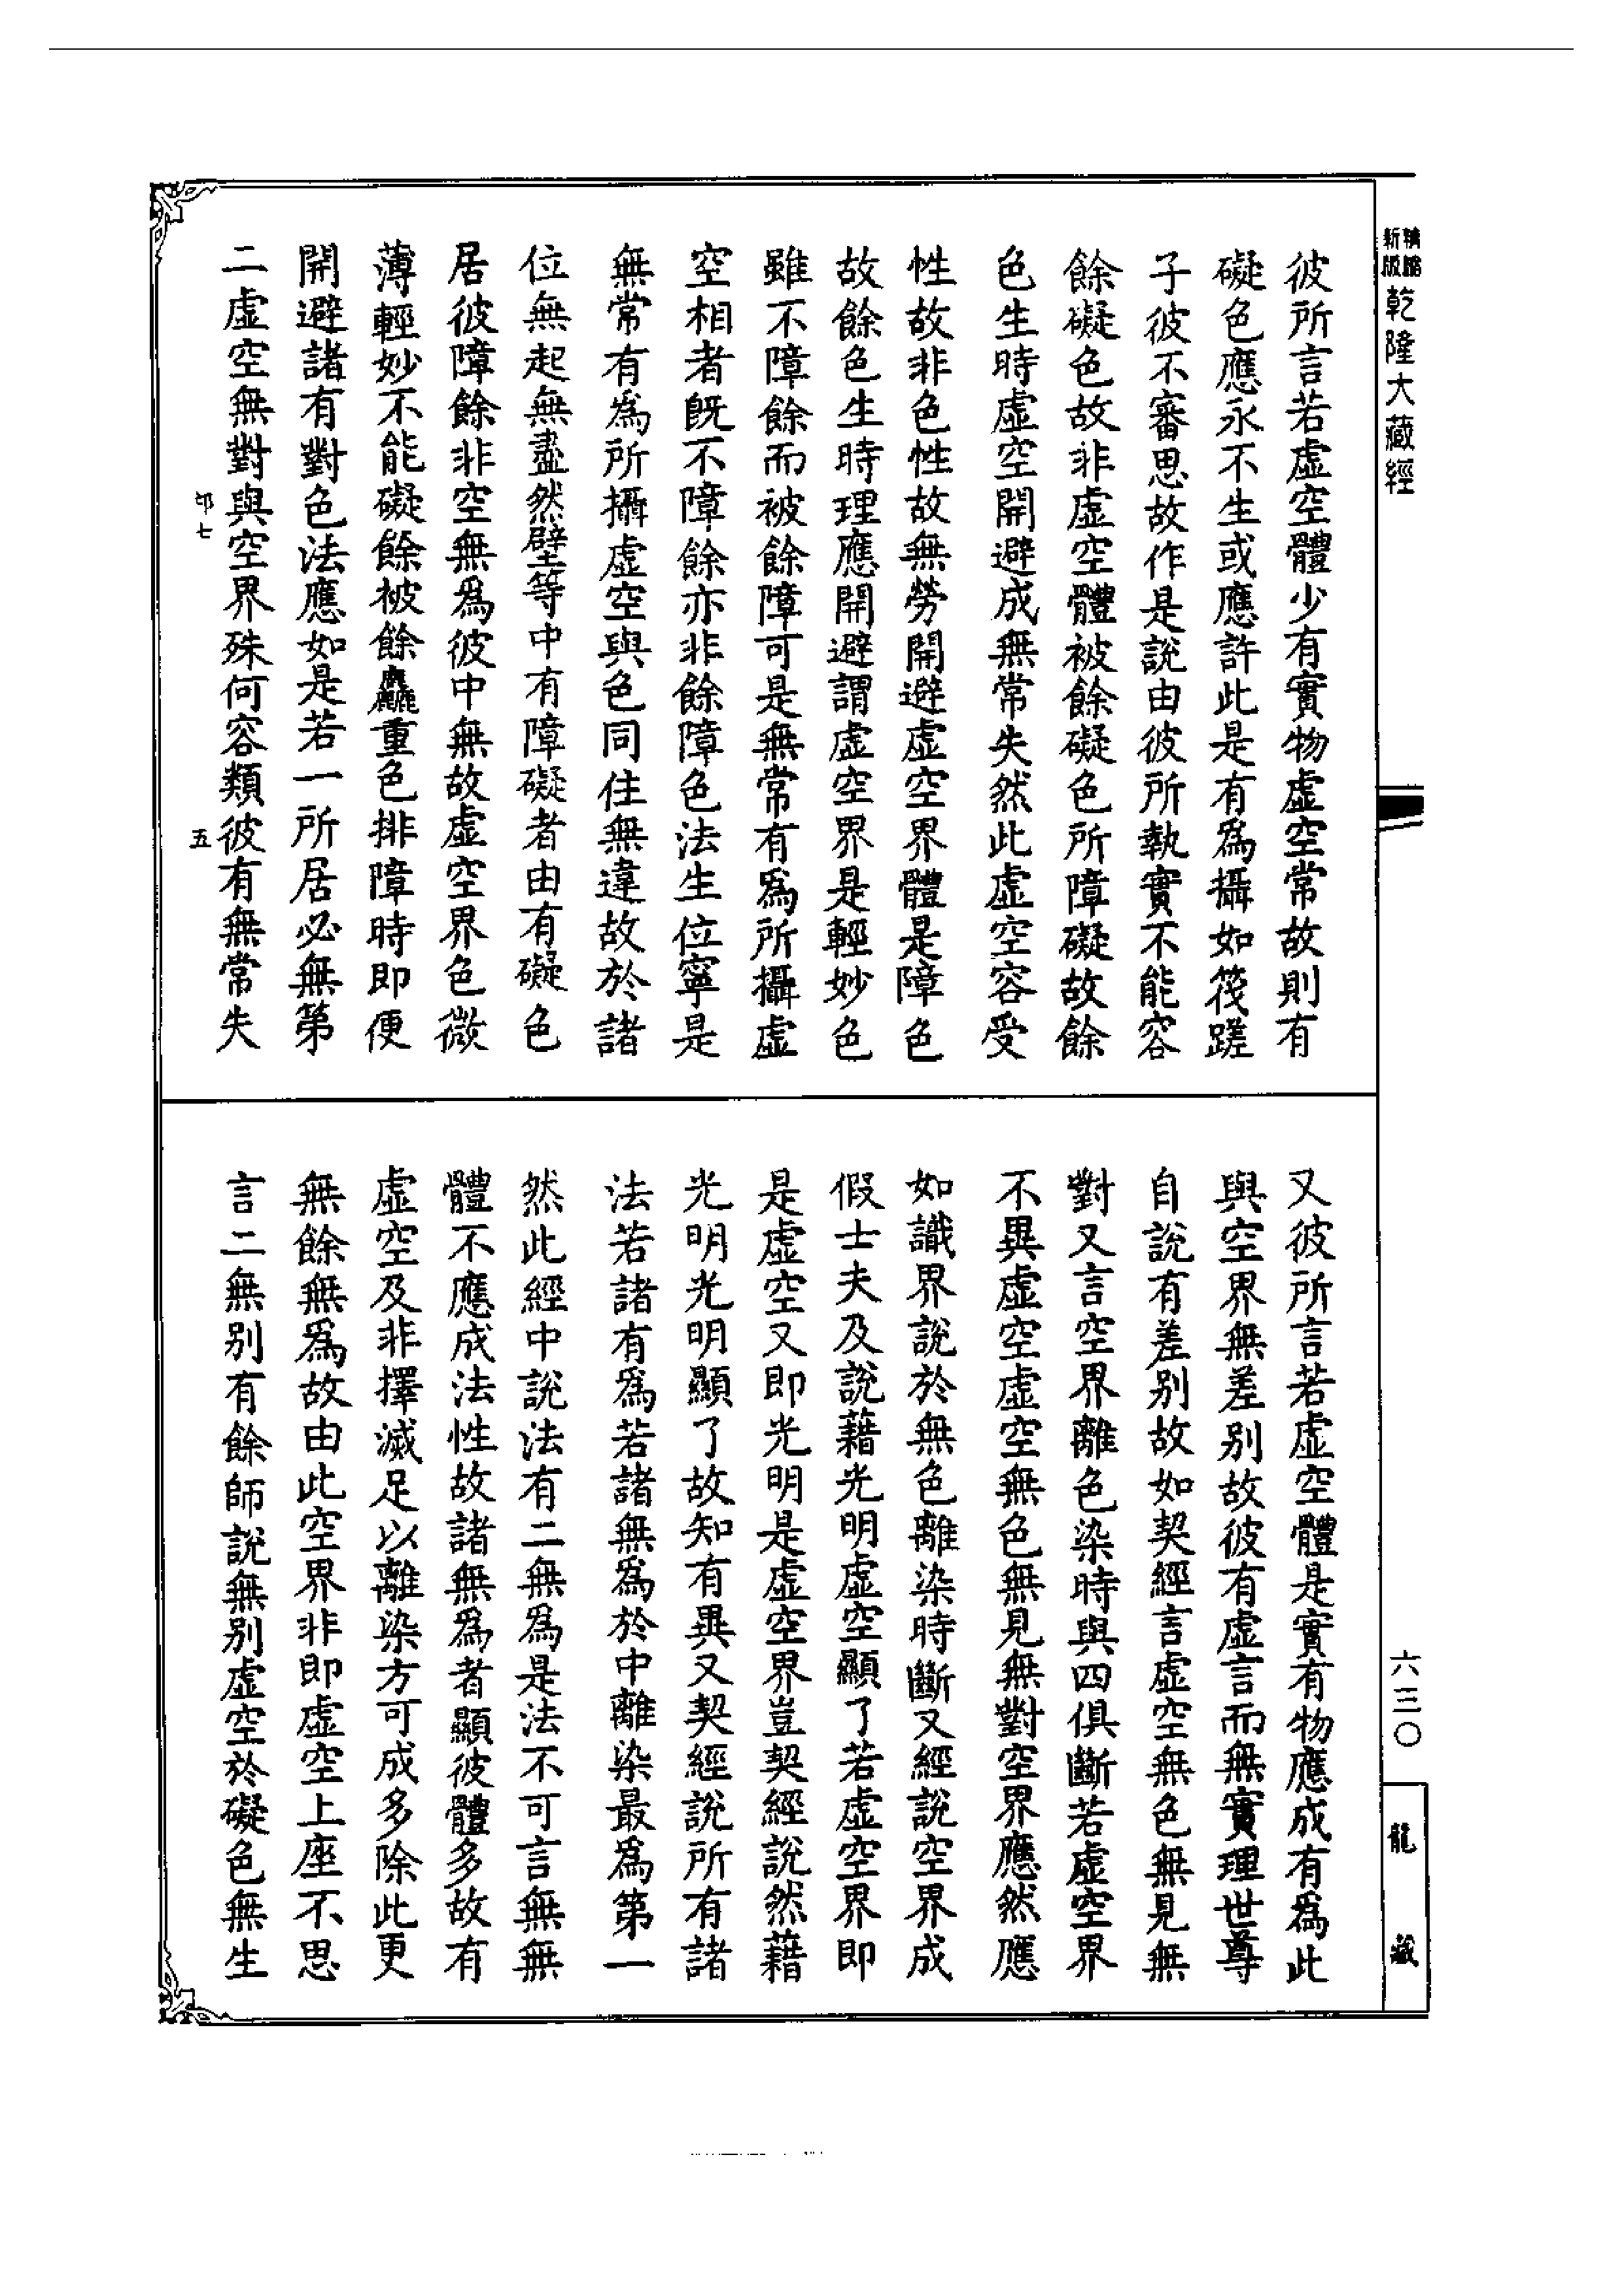 精縮新版乾隆大藏經
六三〇
龍藏
彼所言若虛空體少有實物虛空常故則有
礙色應永不生或應許此是有為攝如筏蹉
子彼不審思故作是說由彼所執實不能容
餘礙色故非虛空體被餘礙色所障礙故餘
色生時虛空開避成無常失然此虛空容受
性故非色性故無勞開避虛空界體是障色
故餘色生時理應開避謂虛空界是輕妙色
雖不障餘而被餘障可是無常有為所攝虛
空相者既不障餘亦非餘障色法生位寧是
無常有為所攝虛空與色同住無違故於諸
位無起無盡然壁等中有障礙者由有礙色
居彼障餘非空無為彼中無故虛空界色微
薄輕妙不能礙餘被餘麤重色排障時即便
開避諸有對色法應如是若一所居必無第
二虛空無對與空界殊何容類彼有無常失
七
五
又彼所言若虛空體是實有物應成有為此
與空界無差別故彼有虛言而無實理世尊
自說有差別故如契經言虛空無色無見無
對又言空界離色染時與四俱斷若虛空界
不異虛空虛空無色無見無對空界應然應
如識界說於無色離染時斷又經說空界成
假士夫及說藉光明虛空顯了若虛空界即
是虛空又即光明是虛空界豈契經說然藉
光明光明顯了故知有異又契經說所有諸
法若諸有為若諸無為於中離染最為第一
然此經中說法有二無為是法不可言無無
體不應成法性故諸無為者顯彼體多故有
虛空及非擇滅足以離染方可成多除此更
無餘無為故由此空界非即虛空上座不思
言二無別有餘師說無別虛空於礙色無生